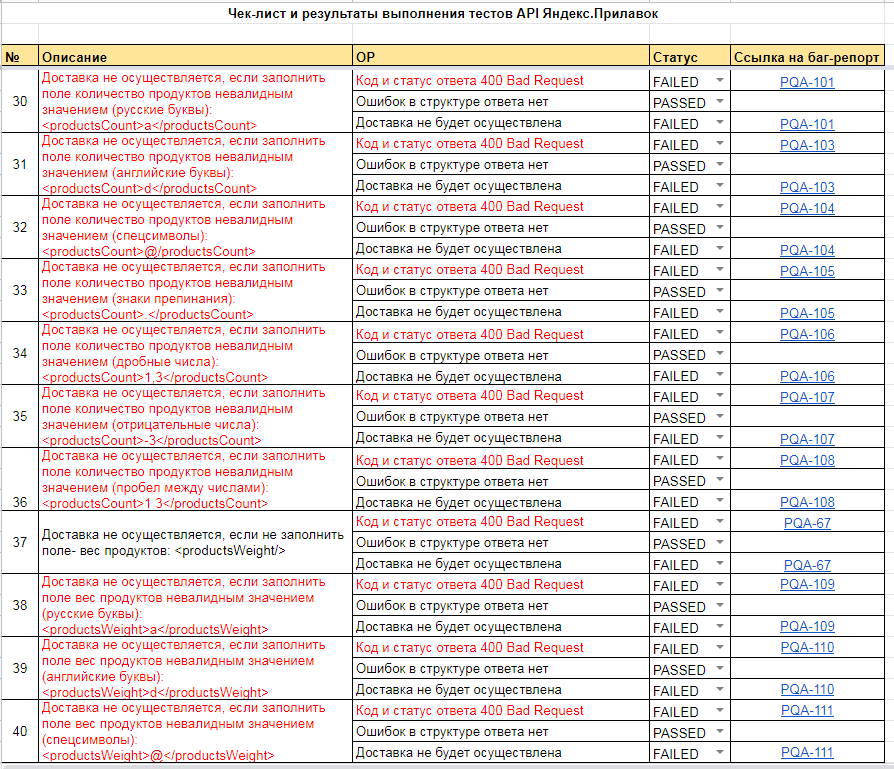 Чек-лист и результаты выполнения тестов API Яндекс.Прилавок
№ Описание ОР Статус Ссылка на баг-репорт
30
Доставка не осуществляется, если заполнить
поле количество продуктов невалидным
значением (русские буквы):
<productsCount>а</productsCount>
Код и статус ответа 400 Bad Request FAILED PQA-101
Ошибок в структуре ответа нет PASSED
Доставка не будет осуществлена FAILED PQA-101
31
Доставка не осуществляется, если заполнить
поле количество продуктов невалидным
значением (английские буквы):
<productsCount>d</productsCount>
Код и статус ответа 400 Bad Request FAILED PQA-103
Ошибок в структуре ответа нет PASSED
Доставка не будет осуществлена FAILED PQA-103
32
Доставка не осуществляется, если заполнить
поле количество продуктов невалидным
значением (спецсимволы):
<productsCount>@/productsCount>
Код и статус ответа 400 Bad Request FAILED PQA-104
Ошибок в структуре ответа нет PASSED
Доставка не будет осуществлена FAILED PQA-104
33
Доставка не осуществляется, если заполнить
поле количество продуктов невалидным
значением (знаки препинания):
<productsCount>.</productsCount>
Код и статус ответа 400 Bad Request FAILED PQA-105
Ошибок в структуре ответа нет PASSED
Доставка не будет осуществлена FAILED PQA-105
34
Доставка не осуществляется, если заполнить
поле количество продуктов невалидным
значением (дробные числа):
<productsCount>1,3</productsCount>
Код и статус ответа 400 Bad Request FAILED PQA-106
Ошибок в структуре ответа нет PASSED
Доставка не будет осуществлена FAILED PQA-106
35
Доставка не осуществляется, если заполнить
поле количество продуктов невалидным
значением (отрицательные числа):
<productsCount>-3</productsCount>
Код и статус ответа 400 Bad Request FAILED PQA-107
Ошибок в структуре ответа нет PASSED
Доставка не будет осуществлена FAILED PQA-107
36
Доставка не осуществляется, если заполнить
поле количество продуктов невалидным
значением (пробел между числами):
<productsCount>1 3</productsCount>
Код и статус ответа 400 Bad Request FAILED PQA-108
Ошибок в структуре ответа нет PASSED
Доставка не будет осуществлена FAILED PQA-108
37
Доставка не осуществляется, если не заполнить
поле- вес продуктов: <productsWeight/>
Код и статус ответа 400 Bad Request FAILED PQA-67
Ошибок в структуре ответа нет PASSED
Доставка не будет осуществлена FAILED PQA-67
38
Доставка не осуществляется, если заполнить
поле вес продуктов невалидным значением
(русские буквы):
<productsWeight>а</productsWeight>
Код и статус ответа 400 Bad Request FAILED PQA-109
Ошибок в структуре ответа нет PASSED
Доставка не будет осуществлена FAILED PQA-109
39
Доставка не осуществляется, если заполнить
поле вес продуктов невалидным значением
(английские буквы):
<productsWeight>d</productsWeight>
Код и статус ответа 400 Bad Request FAILED PQA-110
Ошибок в структуре ответа нет PASSED
Доставка не будет осуществлена FAILED PQA-110
40
Доставка не осуществляется, если заполнить
поле вес продуктов невалидным значением
(спецсимволы):
<productsWeight>@</productsWeight>
Код и статус ответа 400 Bad Request FAILED PQA-111
Ошибок в структуре ответа нет PASSED
Доставка не будет осуществлена FAILED PQA-111